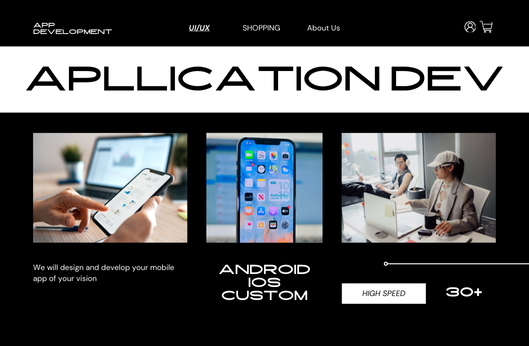 APP
DEVELOPMENT
UI/UX
SHOPPING
About Us
APLLICATION DEV
We will design and develop your mobile
app of your vision
ANDROID
IOS
CUSTOM
HIGH SPEED
30+